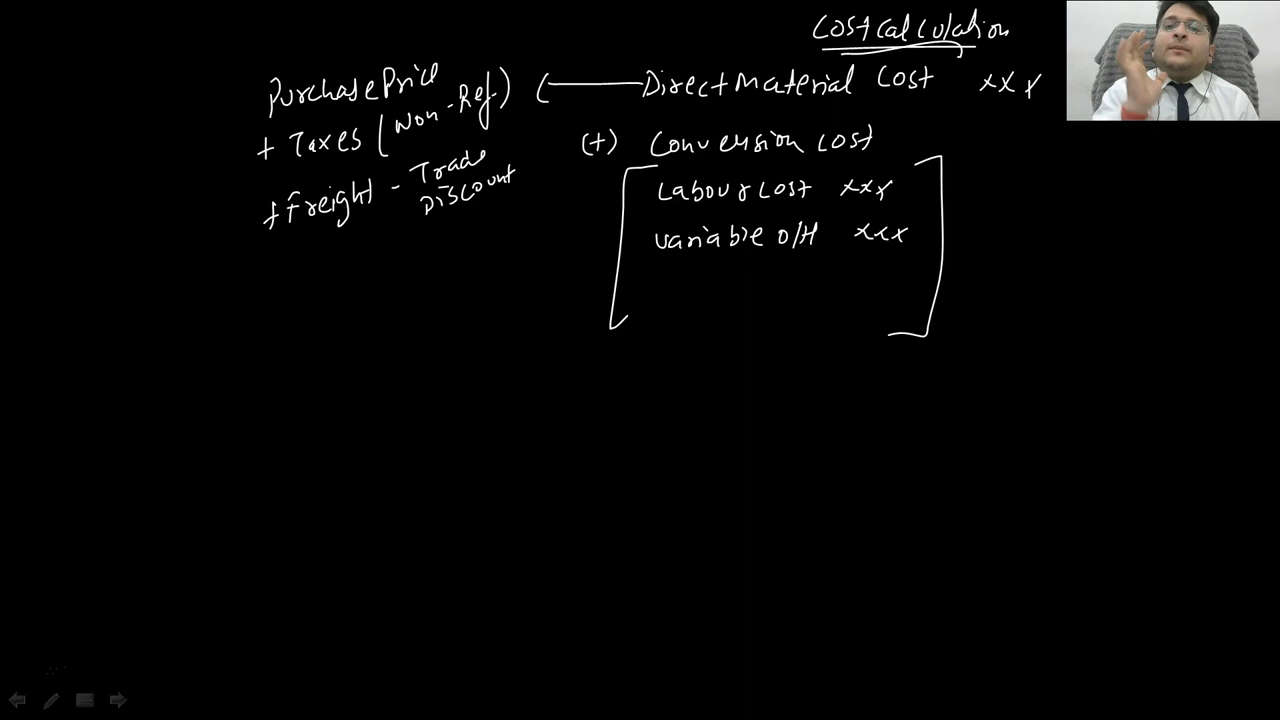 Cost calculation
Purchase Price ( Direct Material Cost xxx
+ Taxes (Non-Ref.)
+ Freight - Trade Discount
(+) Conversion Cost
Labour Cost xxx
Variable O/H xxx